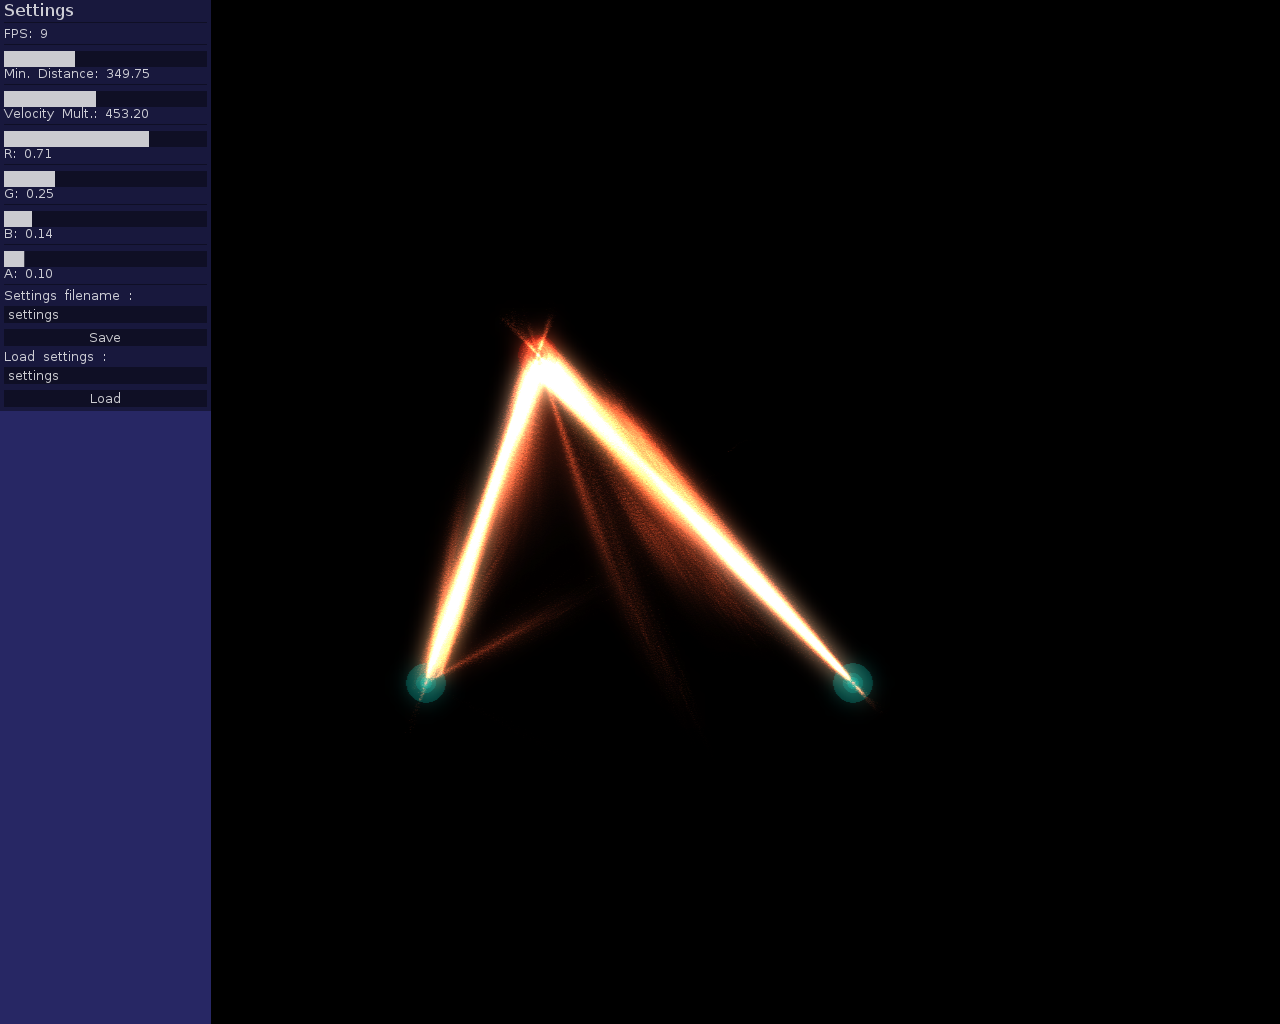 Settings
FPS: 9
Min. Distance: 349.75
Velocity Mult.: 453.20
R: 0.71
G: 0.25
B: 0.14
A: 0.10
Settings filename :
settings
Save
Load settings :
settings
Load